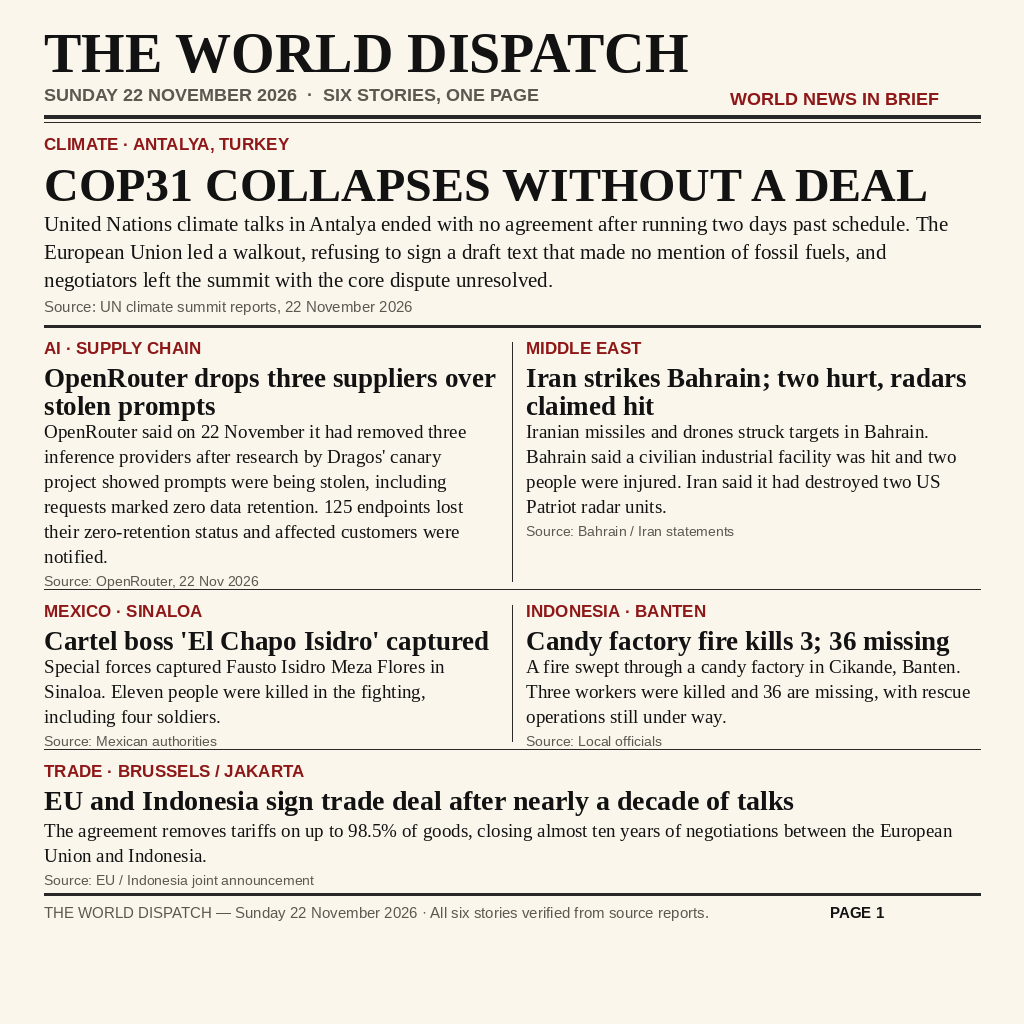 THE WORLD DISPATCH
SUNDAY 22 NOVEMBER 2026 · SIX STORIES, ONE PAGE
WORLD NEWS IN BRIEF
CLIMATE · ANTALYA, TURKEY
COP31 COLLAPSES WITHOUT A DEAL
United Nations climate talks in Antalya ended with no agreement after running two days past schedule. The
European Union led a walkout, refusing to sign a draft text that made no mention of fossil fuels, and
negotiators left the summit with the core dispute unresolved.
Source: UN climate summit reports, 22 November 2026
AI · SUPPLY CHAIN
OpenRouter drops three suppliers over
stolen prompts
OpenRouter said on 22 November it had removed three
inference providers after research by Dragos' canary
project showed prompts were being stolen, including
requests marked zero data retention. 125 endpoints lost
their zero-retention status and affected customers were
notified.
Source: OpenRouter, 22 Nov 2026
MIDDLE EAST
Iran strikes Bahrain; two hurt, radars
claimed hit
Iranian missiles and drones struck targets in Bahrain.
Bahrain said a civilian industrial facility was hit and two
people were injured. Iran said it had destroyed two US
Patriot radar units.
Source: Bahrain / Iran statements
MEXICO · SINALOA
Cartel boss 'El Chapo Isidro' captured
Special forces captured Fausto Isidro Meza Flores in
Sinaloa. Eleven people were killed in the fighting,
including four soldiers.
Source: Mexican authorities
INDONESIA · BANTEN
Candy factory fire kills 3; 36 missing
A fire swept through a candy factory in Cikande, Banten.
Three workers were killed and 36 are missing, with rescue
operations still under way.
Source: Local officials
TRADE · BRUSSELS / JAKARTA
EU and Indonesia sign trade deal after nearly a decade of talks
The agreement removes tariffs on up to 98.5% of goods, closing almost ten years of negotiations between the European
Union and Indonesia.
Source: EU / Indonesia joint announcement
THE WORLD DISPATCH — Sunday 22 November 2026 · All six stories verified from source reports.
PAGE 1